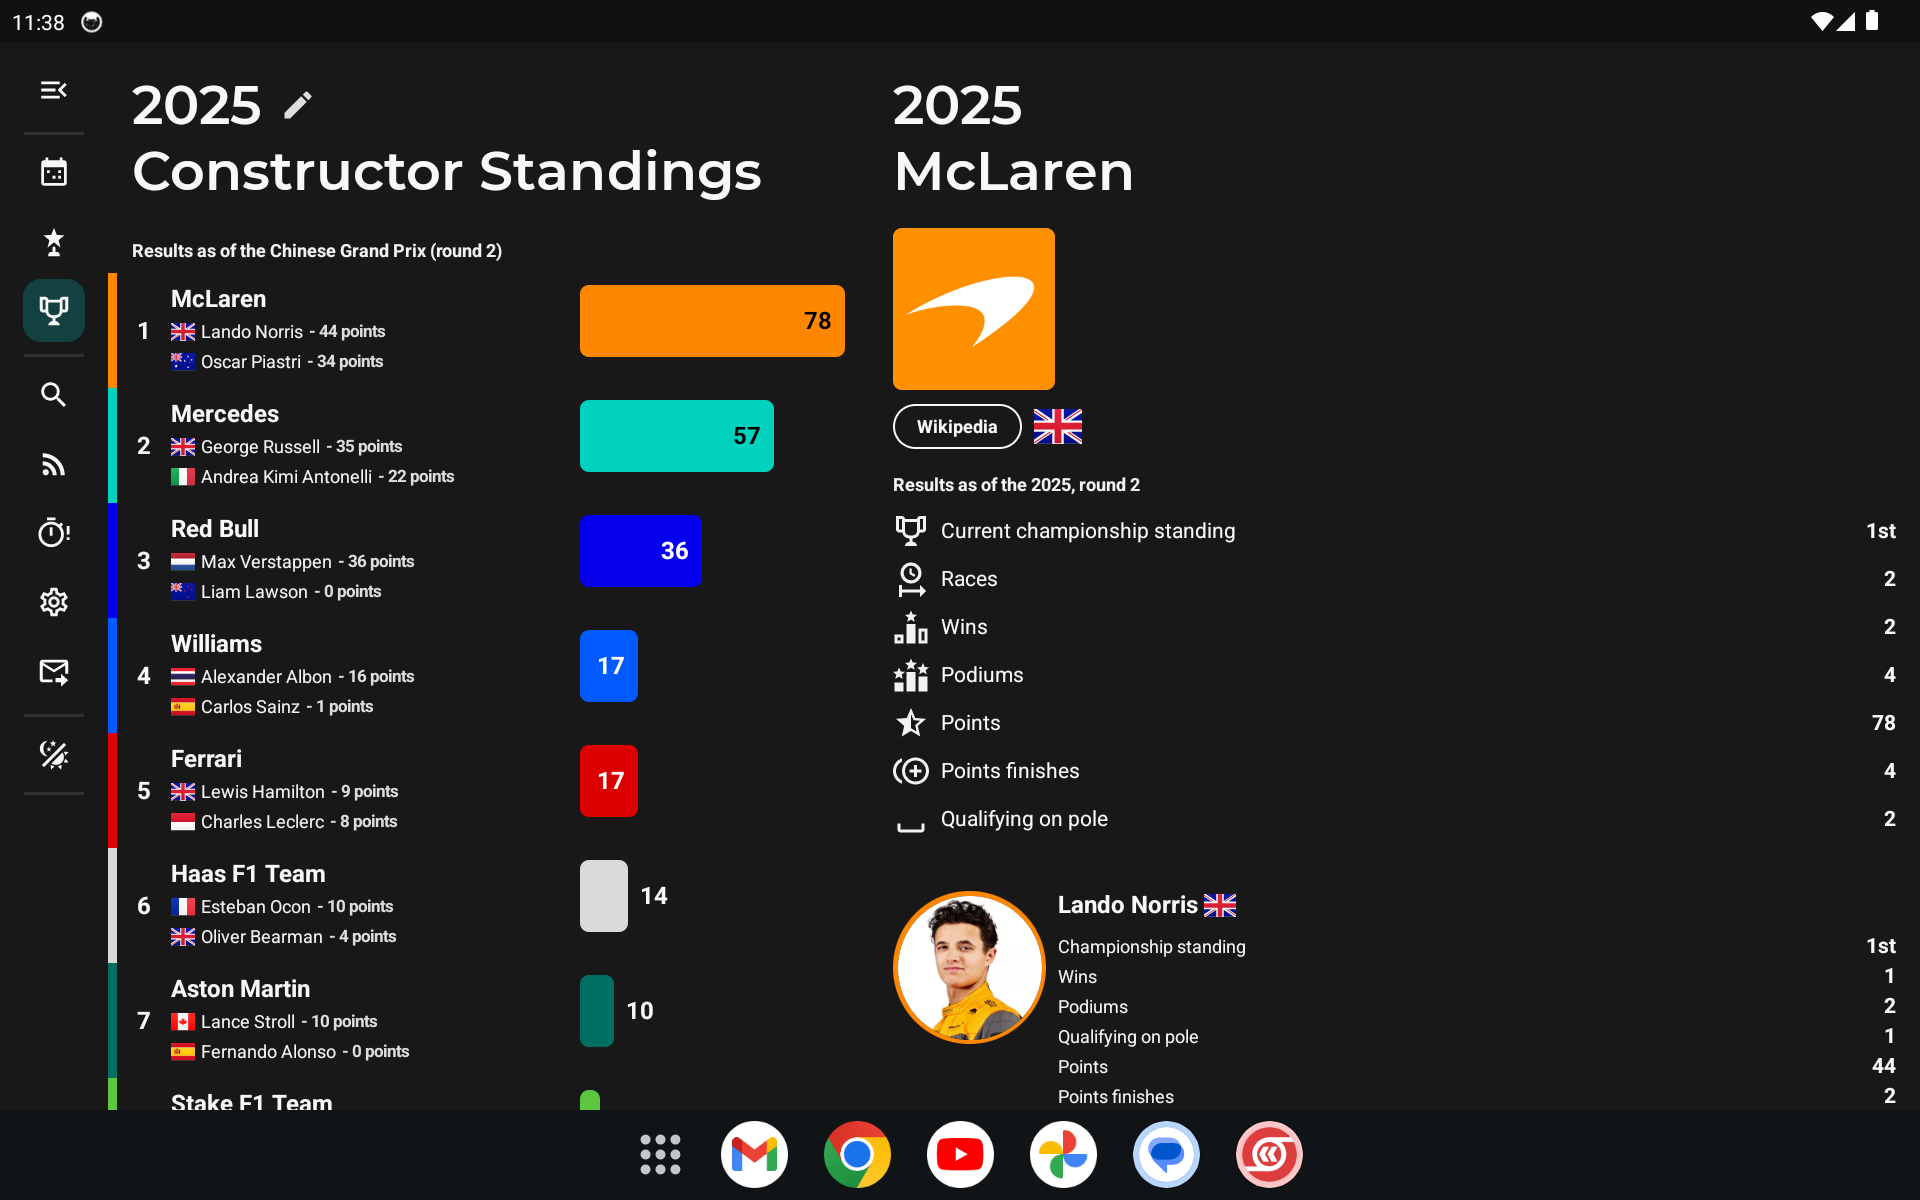 11:38
2025
Constructor Standings
Results as of the Chinese Grand Prix (round 2)
1
McLaren
Lando Norris - 44 points
Oscar Piastri - 34 points
78
2
Mercedes
George Russell - 35 points
Andrea Kimi Antonelli - 22 points
57
3
Red Bull
Max Verstappen - 36 points
Liam Lawson - 0 points
36
4
Williams
Alexander Albon - 16 points
Carlos Sainz - 1 points
17
5
Ferrari
Lewis Hamilton - 9 points
Charles Leclerc - 8 points
17
6
Haas F1 Team
Esteban Ocon - 10 points
Oliver Bearman - 4 points
14
7
Aston Martin
Lance Stroll - 10 points
Fernando Alonso - 0 points
10
Stake F1 Team
2025
McLaren
Wikipedia
Results as of the 2025, round 2
Current championship standing 1st
Races 2
Wins 2
Podiums 4
Points 78
Points finishes 4
Qualifying on pole 2
Lando Norris
Championship standing 1st
Wins 1
Podiums 2
Qualifying on pole 1
Points 44
Points finishes 2